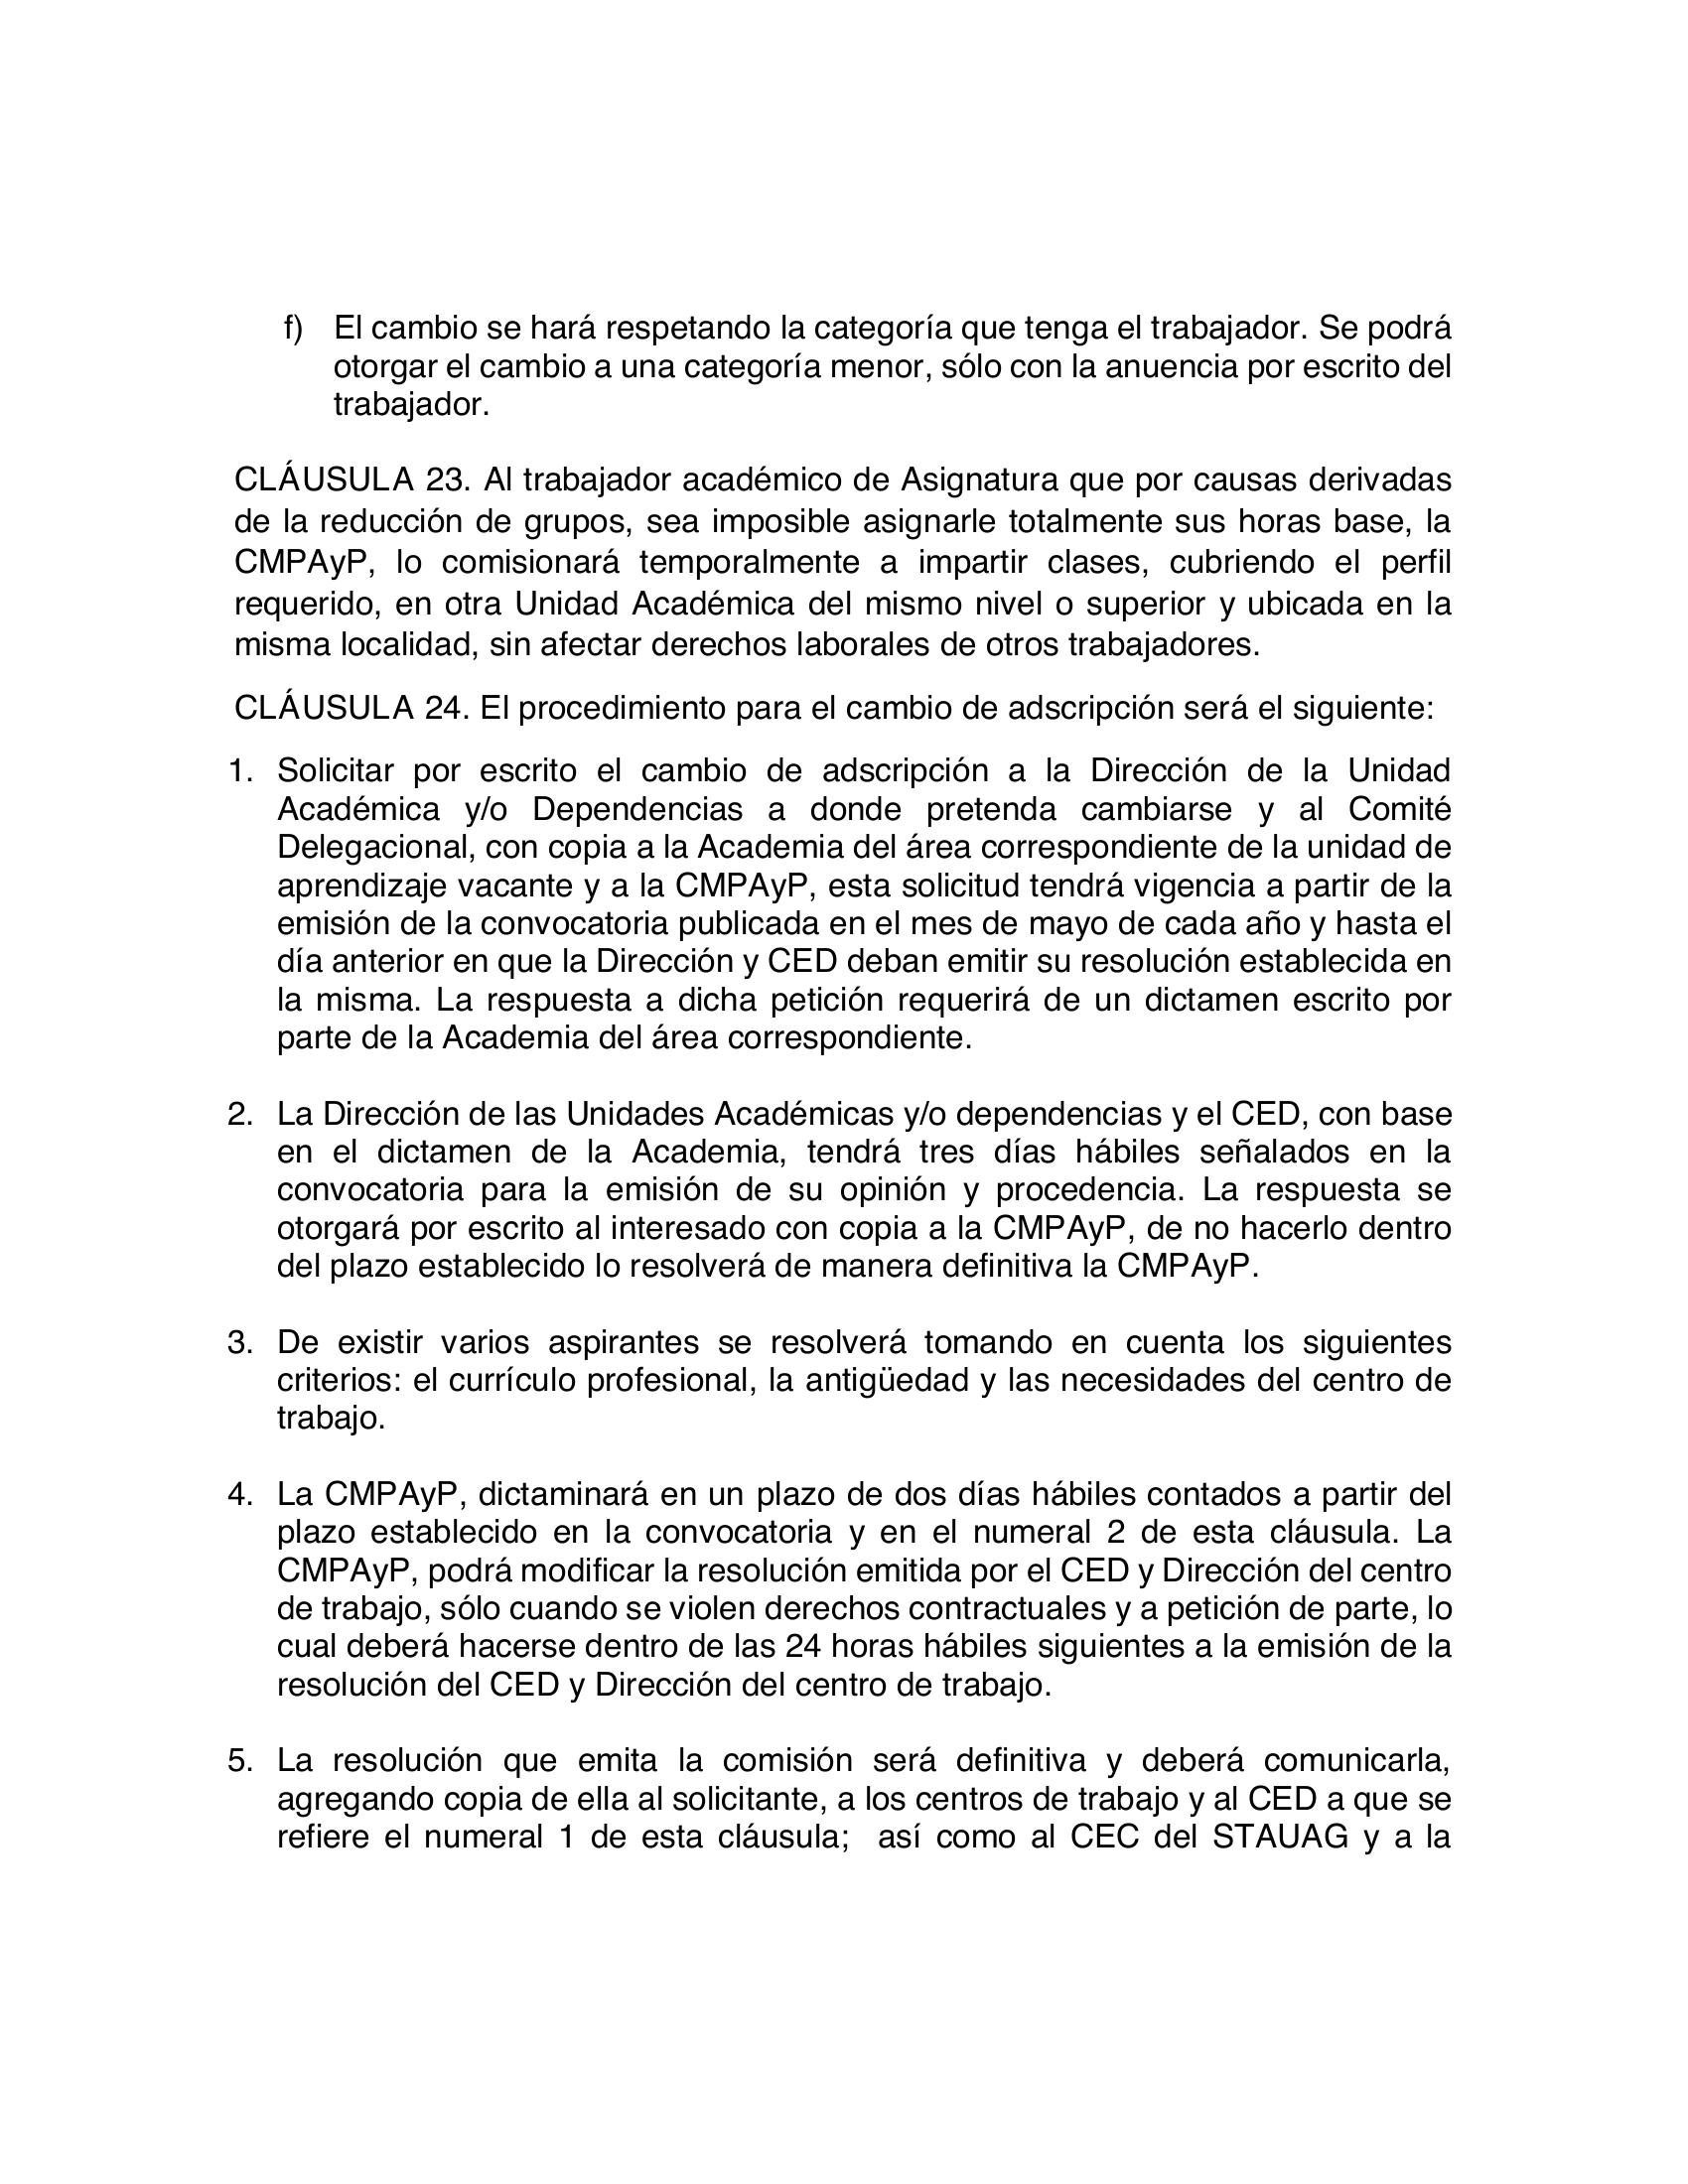 f) El cambio se hará respetando la categoría que tenga el trabajador. Se podrá
otorgar el cambio a una categoría menor, sólo con la anuencia por escrito del
trabajador.
CLÁUSULA 23. Al trabajador académico de Asignatura que por causas derivadas
de la reducción de grupos, sea imposible asignarle totalmente sus horas base, la
CMPAyP, lo comisionará temporalmente a impartir clases, cubriendo el perfil
requerido, en otra Unidad Académica del mismo nivel o superior y ubicada en la
misma localidad, sin afectar derechos laborales de otros trabajadores.
CLÁUSULA 24. El procedimiento para el cambio de adscripción será el siguiente:
1. Solicitar por escrito el cambio de adscripción a la Dirección de la Unidad
Académica y/o Dependencias a donde pretenda cambiarse y al Comité
Delegacional, con copia a la Academia del área correspondiente de la unidad de
aprendizaje vacante y a la CMPAyP, esta solicitud tendrá vigencia a partir de la
emisión de la convocatoria publicada en el mes de mayo de cada año y hasta el
día anterior en que la Dirección y CED deban emitir su resolución establecida en
la misma. La respuesta a dicha petición requerirá de un dictamen escrito por
parte de la Academia del área correspondiente.
2. La Dirección de las Unidades Académicas y/o dependencias y el CED, con base
en el dictamen de la Academia, tendrá tres días hábiles señalados en la
convocatoria para la emisión de su opinión y procedencia. La respuesta se
otorgará por escrito al interesado con copia a la CMPAyP, de no hacerlo dentro
del plazo establecido lo resolverá de manera definitiva la CMPAyP.
3. De existir varios aspirantes se resolverá tomando en cuenta los siguientes
criterios: el currículo profesional, la antigüedad y las necesidades del centro de
trabajo.
4. La CMPAyP, dictaminará en un plazo de dos días hábiles contados a partir del
plazo establecido en la convocatoria y en el numeral 2 de esta cláusula. La
CMPAyP, podrá modificar la resolución emitida por el CED y Dirección del centro
de trabajo, sólo cuando se violen derechos contractuales y a petición de parte, lo
cual deberá hacerse dentro de las 24 horas hábiles siguientes a la emisión de la
resolución del CED y Dirección del centro de trabajo.
5. La resolución que emita la comisión será definitiva y deberá comunicarla,
agregando copia de ella al solicitante, a los centros de trabajo y al CED a que se
refiere el numeral 1 de esta cláusula; así como al CEC del STAUAG y a la